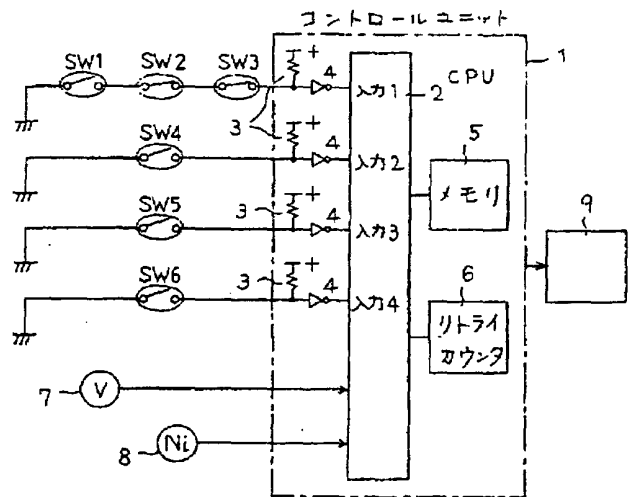 コントロールユニット
SW1 SW2 SW3
+
4
入力1
2
CPU
1
3
SW4
+
4
入力2
5
メモリ
SW5
3
+
4
入力3
9
SW6
3
+
4
入力4
6
リトライ
カウンタ
7
V
8
Ni